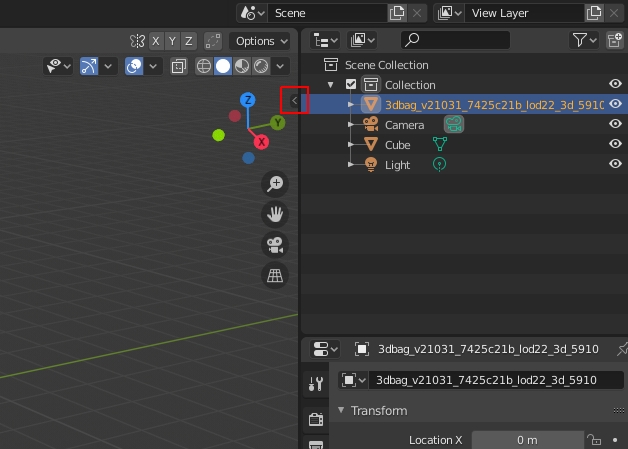 Scene
View Layer
X Y Z
Options
Scene Collection
Collection
3dbag_v21031_7425c21b_lod22_3d_5910
Camera
Cube
Light
Z
Y
X
3dbag_v21031_7425c21b_lod22_3d_5910
3dbag_v21031_7425c21b_lod22_3d_5910
Transform
Location X
0 m